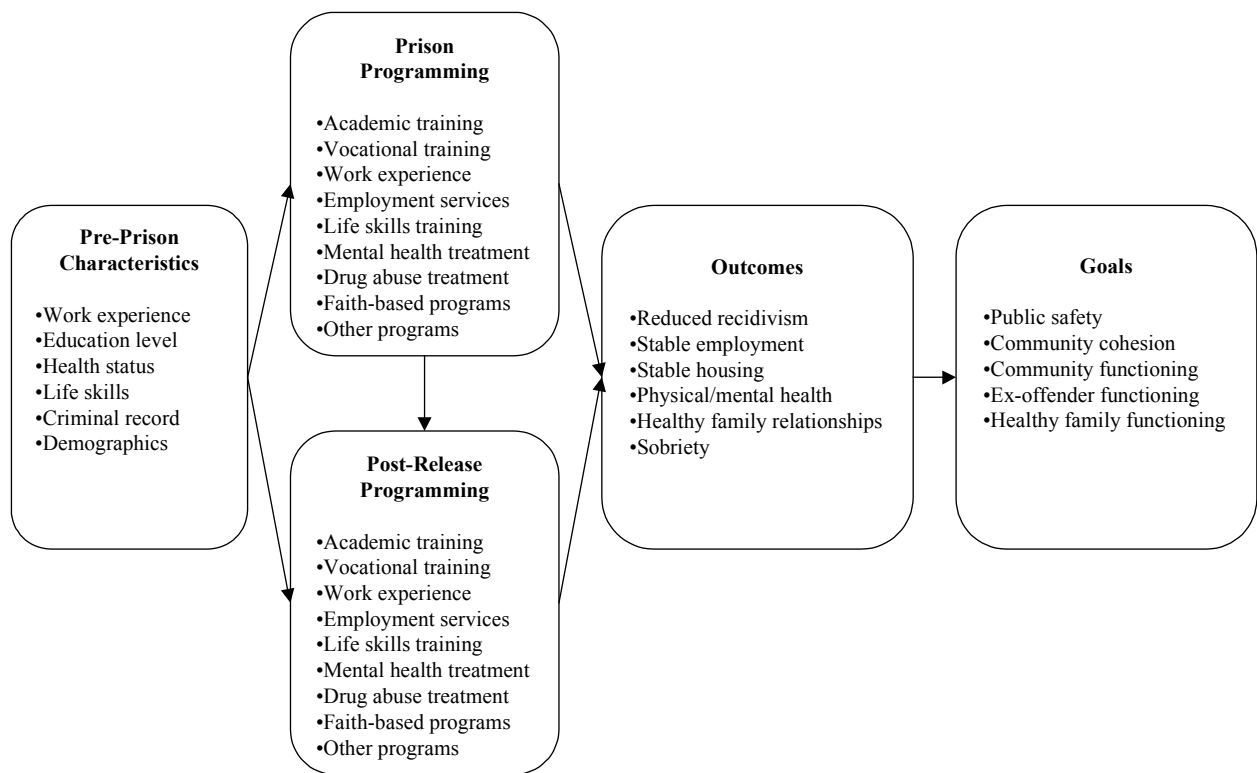 Pre-Prison
Characteristics
•Work experience
•Education level
•Health status
•Life skills
•Criminal record
•Demographics
Prison
Programming
•Academic training
•Vocational training
•Work experience
•Employment services
•Life skills training
•Mental health treatment
•Drug abuse treatment
•Faith-based programs
•Other programs
Post-Release
Programming
•Academic training
•Vocational training
•Work experience
•Employment services
•Life skills training
•Mental health treatment
•Drug abuse treatment
•Faith-based programs
•Other programs
Outcomes
•Reduced recidivism
•Stable employment
•Stable housing
•Physical/mental health
•Healthy family relationships
•Sobriety
Goals
•Public safety
•Community cohesion
•Community functioning
•Ex-offender functioning
•Healthy family functioning